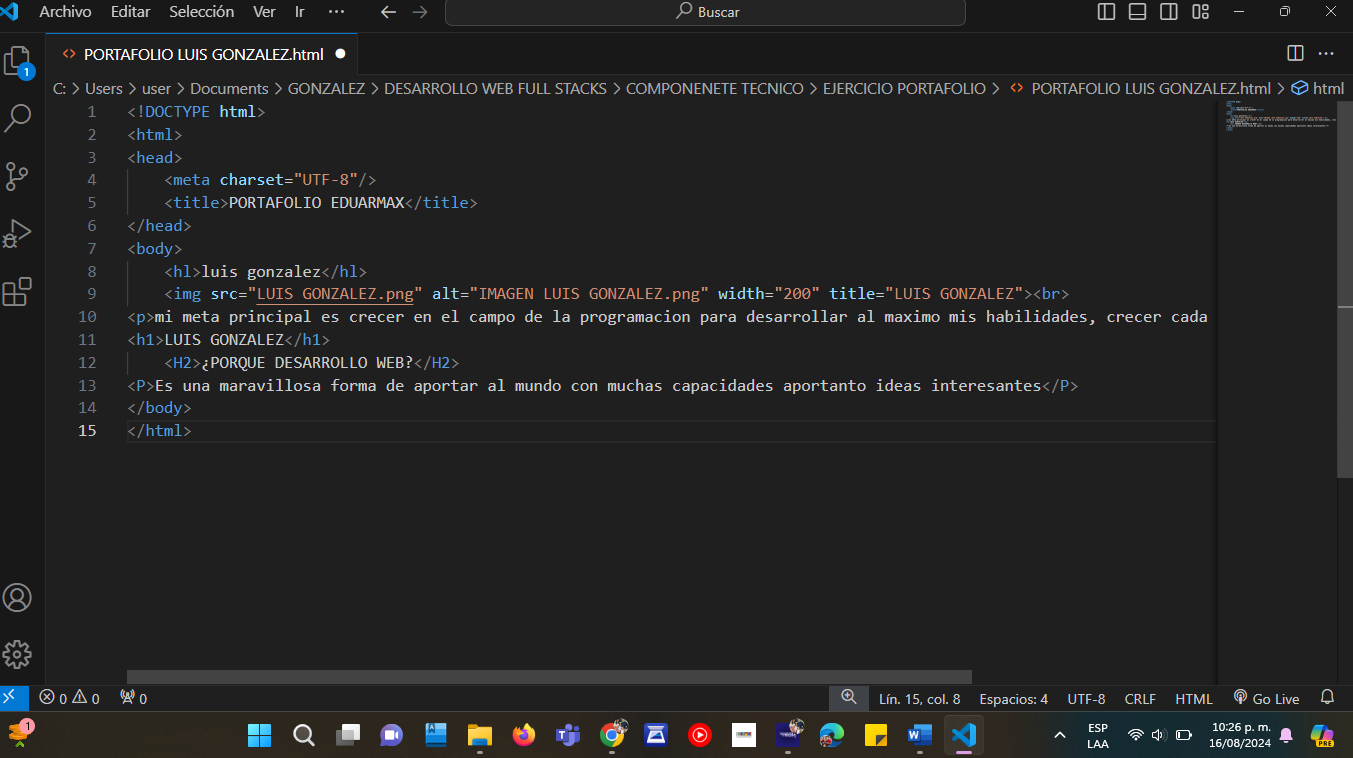 Archivo Editar Selección Ver Ir ··· Buscar
PORTAFOLIO LUIS GONZALEZ.html
1
C: > Users > user > Documents > GONZALEZ > DESARROLLO WEB FULL STACKS > COMPONENETE TECNICO > EJERCICIO PORTAFOLIO > <> PORTAFOLIO LUIS GONZALEZ.html > html
1 <!DOCTYPE html>
2 <html>
3 <head>
4 <meta charset="UTF-8"/>
5 <title>PORTAFOLIO EDUARMAX</title>
6 </head>
7 <body>
8 <hl>luis gonzalez</hl>
9 <img src="LUIS GONZALEZ.png" alt="IMAGEN LUIS GONZALEZ.png" width="200" title="LUIS GONZALEZ"><br>
10 <p>mi meta principal es crecer en el campo de la programacion para desarrollar al maximo mis habilidades, crecer cada
11 <h1>LUIS GONZALEZ</h1>
12 <H2>¿PORQUE DESARROLLO WEB?</H2>
13 <P>Es una maravillosa forma de aportar al mundo con muchas capacidades aportanto ideas interesantes</P>
14 </body>
15 </html>
0 0 0 Lín. 15, col. 8 Espacios: 4 UTF-8 CRLF HTML Go Live
1 ESP 10:26 p. m.
LAA 16/08/2024 PRE